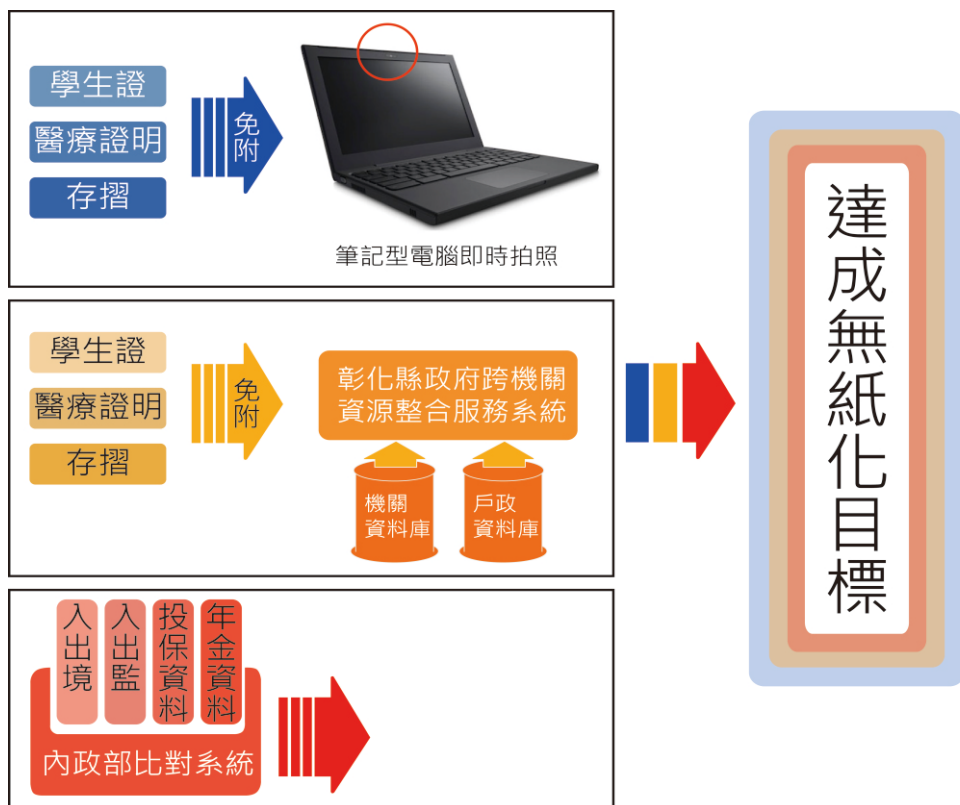 學生證
醫療證明
存摺
免附
筆記型電腦即時拍照
學生證
醫療證明
存摺
免附
彰化縣政府跨機關
資源整合服務系統
機關
資料庫
戶政
資料庫
入出境
入出監
投保資料
年金資料
內政部比對系統
達成無紙化目標